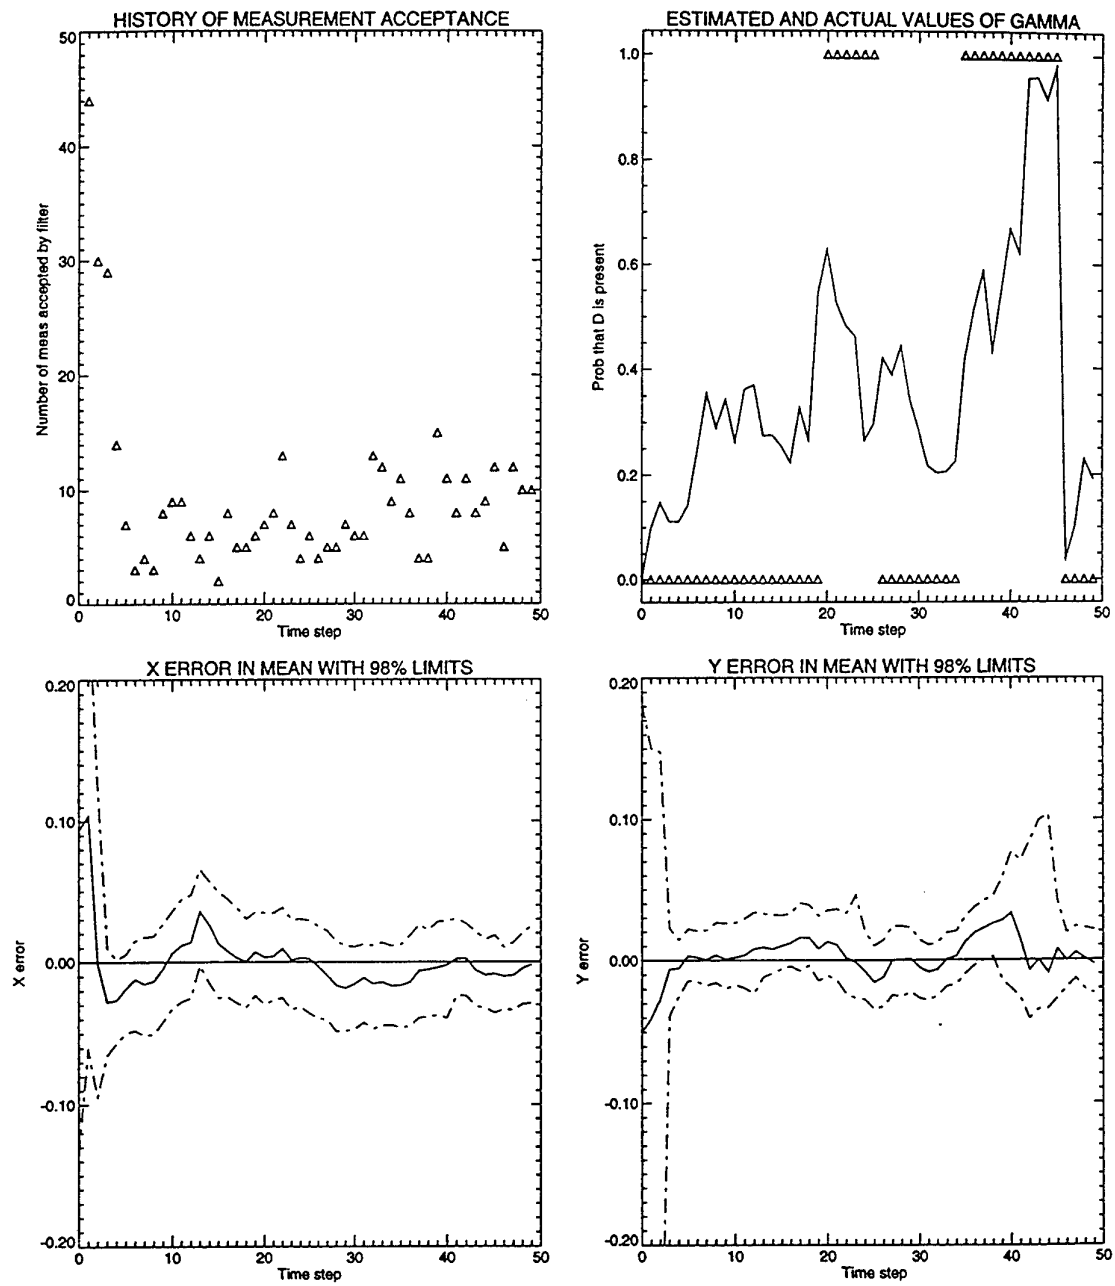 HISTORY OF MEASUREMENT ACCEPTANCE
50
40
30
20
10
0
Number of meas accepted by filter
10 20 30 40 50
Time step
ESTIMATED AND ACTUAL VALUES OF GAMMA
1.0
0.8
0.6
0.4
0.2
0.0
Prob that D is present
0 10 20 30 40 50
Time step
X ERROR IN MEAN WITH 98% LIMITS
0.20
0.10
0.00
-0.10
-0.20
X error
0 10 20 30 40 50
Time step
Y ERROR IN MEAN WITH 98% LIMITS
0.20
0.10
0.00
-0.10
-0.20
Y error
0 10 20 30 40 50
Time step